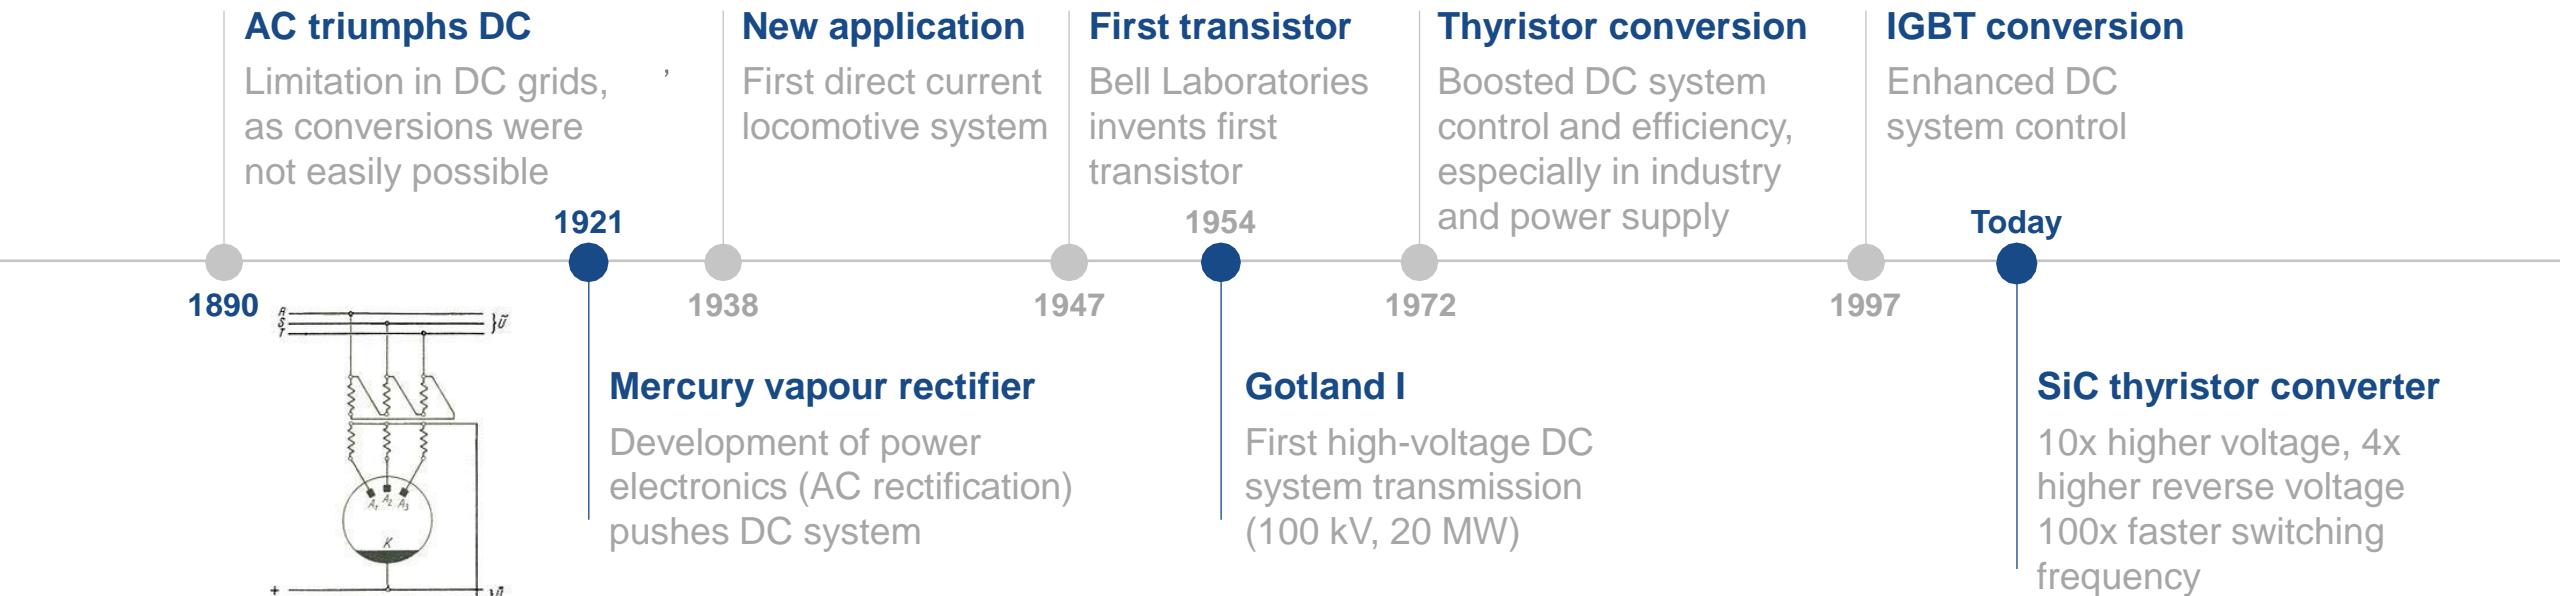 AC triumphs DC
Limitation in DC grids,
as conversions were
not easily possible
,
1890
R
S
T
}ũ
A₁ A₂ A₃
K
+
1921
Mercury vapour rectifier
Development of power
electronics (AC rectification)
pushes DC system
New application
First direct current
locomotive system
1938
First transistor
Bell Laboratories
invents first
transistor
1947
1954
Gotland I
First high-voltage DC
system transmission
(100 kV, 20 MW)
Thyristor conversion
Boosted DC system
control and efficiency,
especially in industry
and power supply
1972
IGBT conversion
Enhanced DC
system control
1997
Today
SiC thyristor converter
10x higher voltage, 4x
higher reverse voltage
100x faster switching
frequency